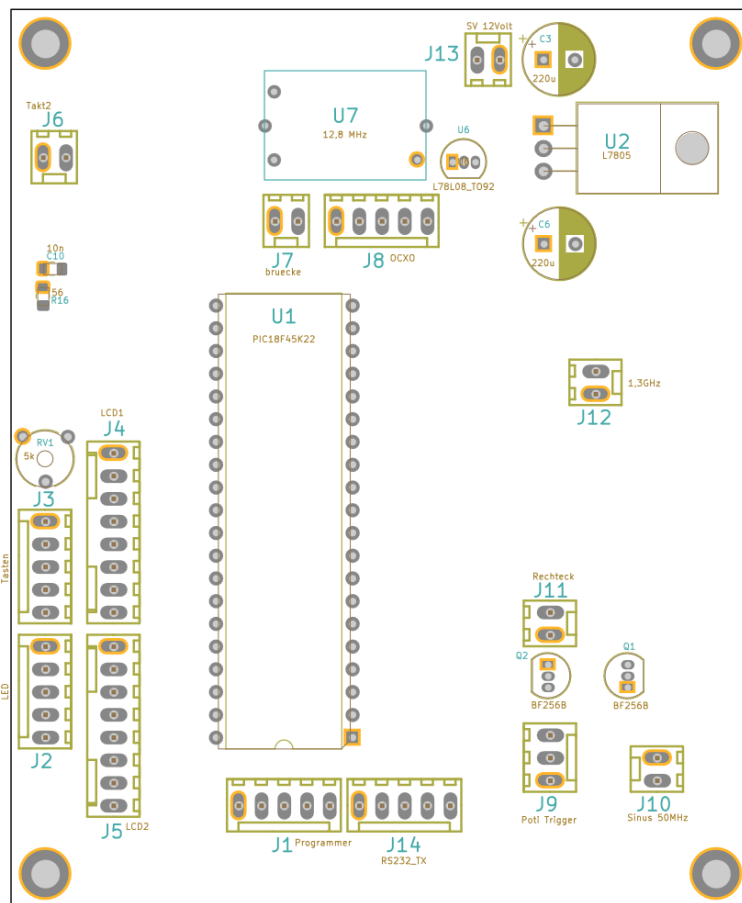 5V 12Volt
J13
C3
220u
Takt2
J6
U7
12,8 MHz
U6
L78L08_TO92
U2
L7805
C6
220u
J7
bruecke
J8
OCXO
10n
C10
56
R16
U1
PIC18F45K22
1,3GHz
J12
LCD1
J4
RV1
5k
J3
Tasten
Rechteck
J11
Q2
BF256B
Q1
BF256B
LED
J2
J5
LCD2
J9
Poti Trigger
J10
Sinus 50MHz
J1
Programmer
J14
RS232_TX